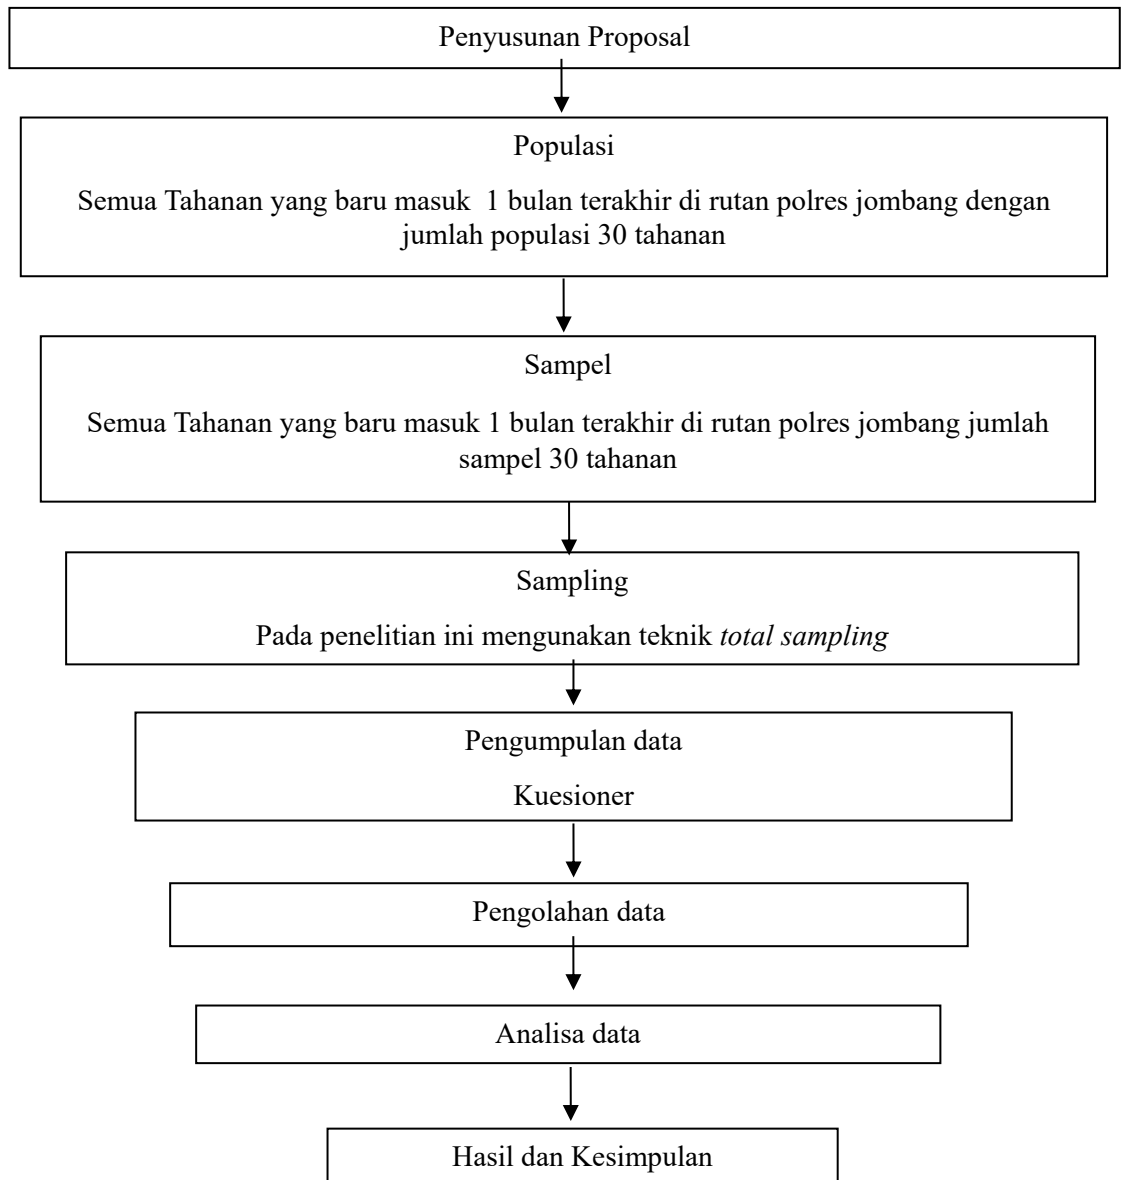 Penyusunan Proposal
Populasi
Semua Tahanan yang baru masuk  1 bulan terakhir di rutan polres jombang dengan
jumlah populasi 30 tahanan
Sampel
Semua Tahanan yang baru masuk 1 bulan terakhir di rutan polres jombang jumlah
sampel 30 tahanan
Sampling
Pada penelitian ini mengunakan teknik total sampling
Pengumpulan data
Kuesioner
Pengolahan data
Analisa data
Hasil dan Kesimpulan